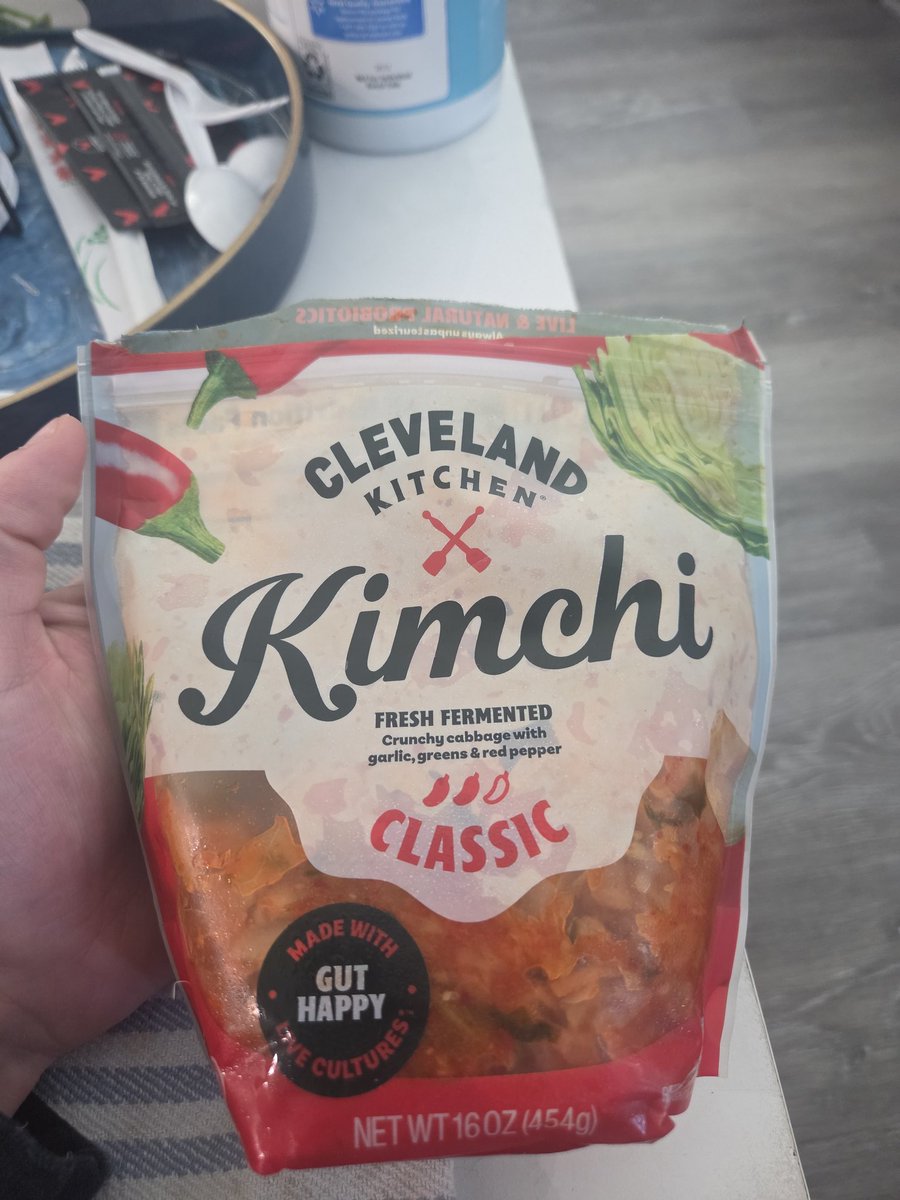 LIVE & NATURAL PROBIOTICS
Always unpasteurized
CLEVELAND
KITCHEN®
Kimchi
FRESH FERMENTED
Crunchy cabbage with
garlic, greens & red pepper
CLASSIC
MADE WITH
GUT
HAPPY
LIVE CULTURES
NET WT 16 OZ (454g)